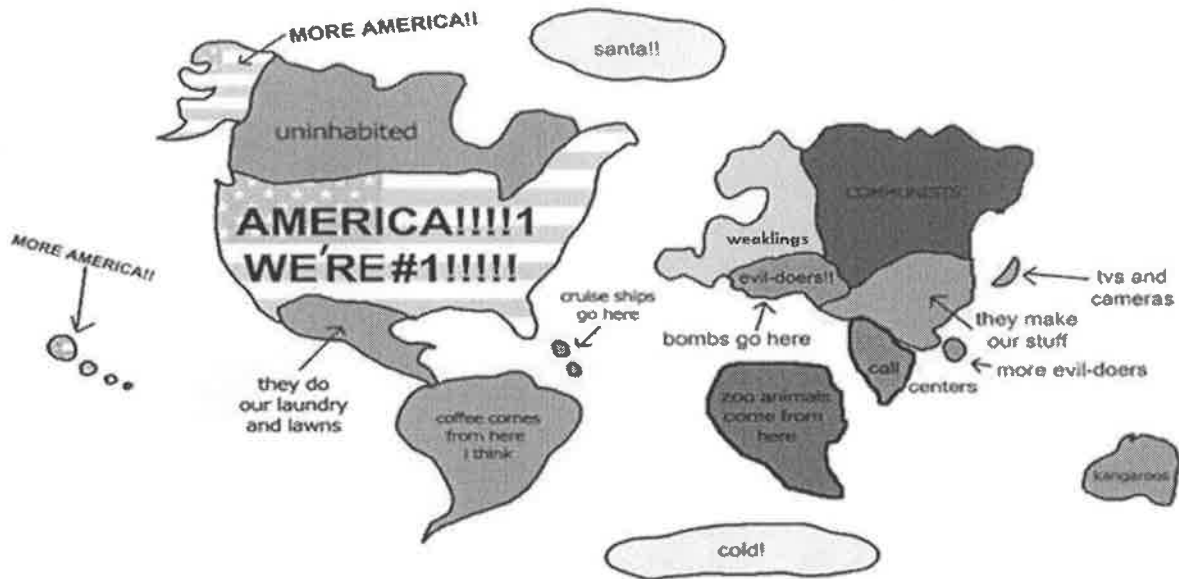 MORE AMERICA!!
santa!!
uninhabited
COMMUNISTS
AMERICA!!!!1
WE'RE #1!!!!!
weaklings
MORE AMERICA!!
evil-doers!!
tvs and
cameras
cruise ships
go here
bombs go here
they make
our stuff
call
centers
more evil-doers
they do
our laundry
and lawns
coffee comes
from here
I think
zoo animals
come from
here
kangaroos
cold!